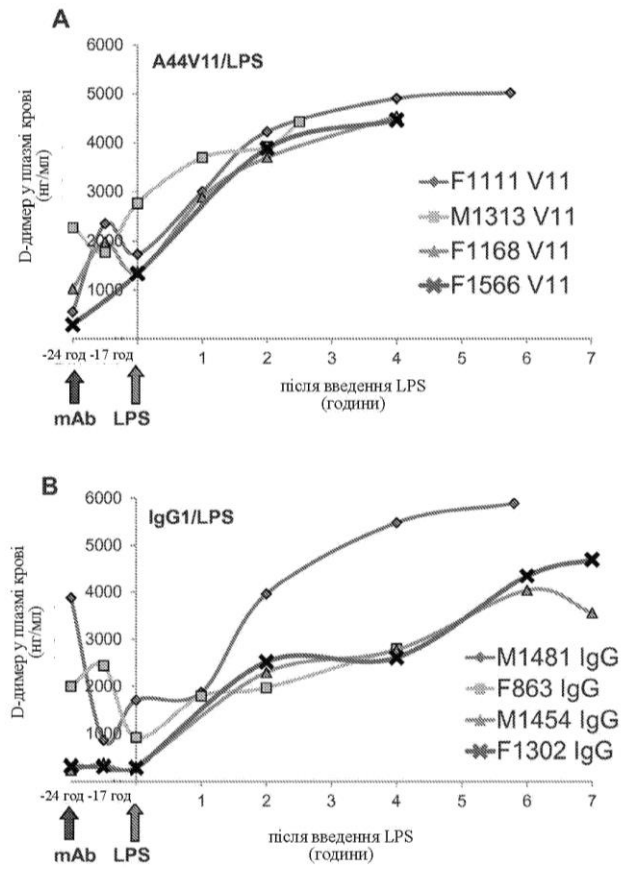 A
6000
A44V11/LPS
5000
4000
3000
2000
1000
D-димер у плазмі крові
(нг/мл)
F1111 V11
M1313 V11
F1168 V11
F1566 V11
-24 год -17 год
1 2 3 4 5 6 7
після введення LPS
(години)
mAb LPS
B
6000
IgG1/LPS
5000
4000
3000
2000
1000
D-димер у плазмі крові
(нг/мл)
M1481 IgG
F863 IgG
M1454 IgG
F1302 IgG
-24 год -17 год
1 2 3 4 5 6 7
після введення LPS
(години)
mAb LPS